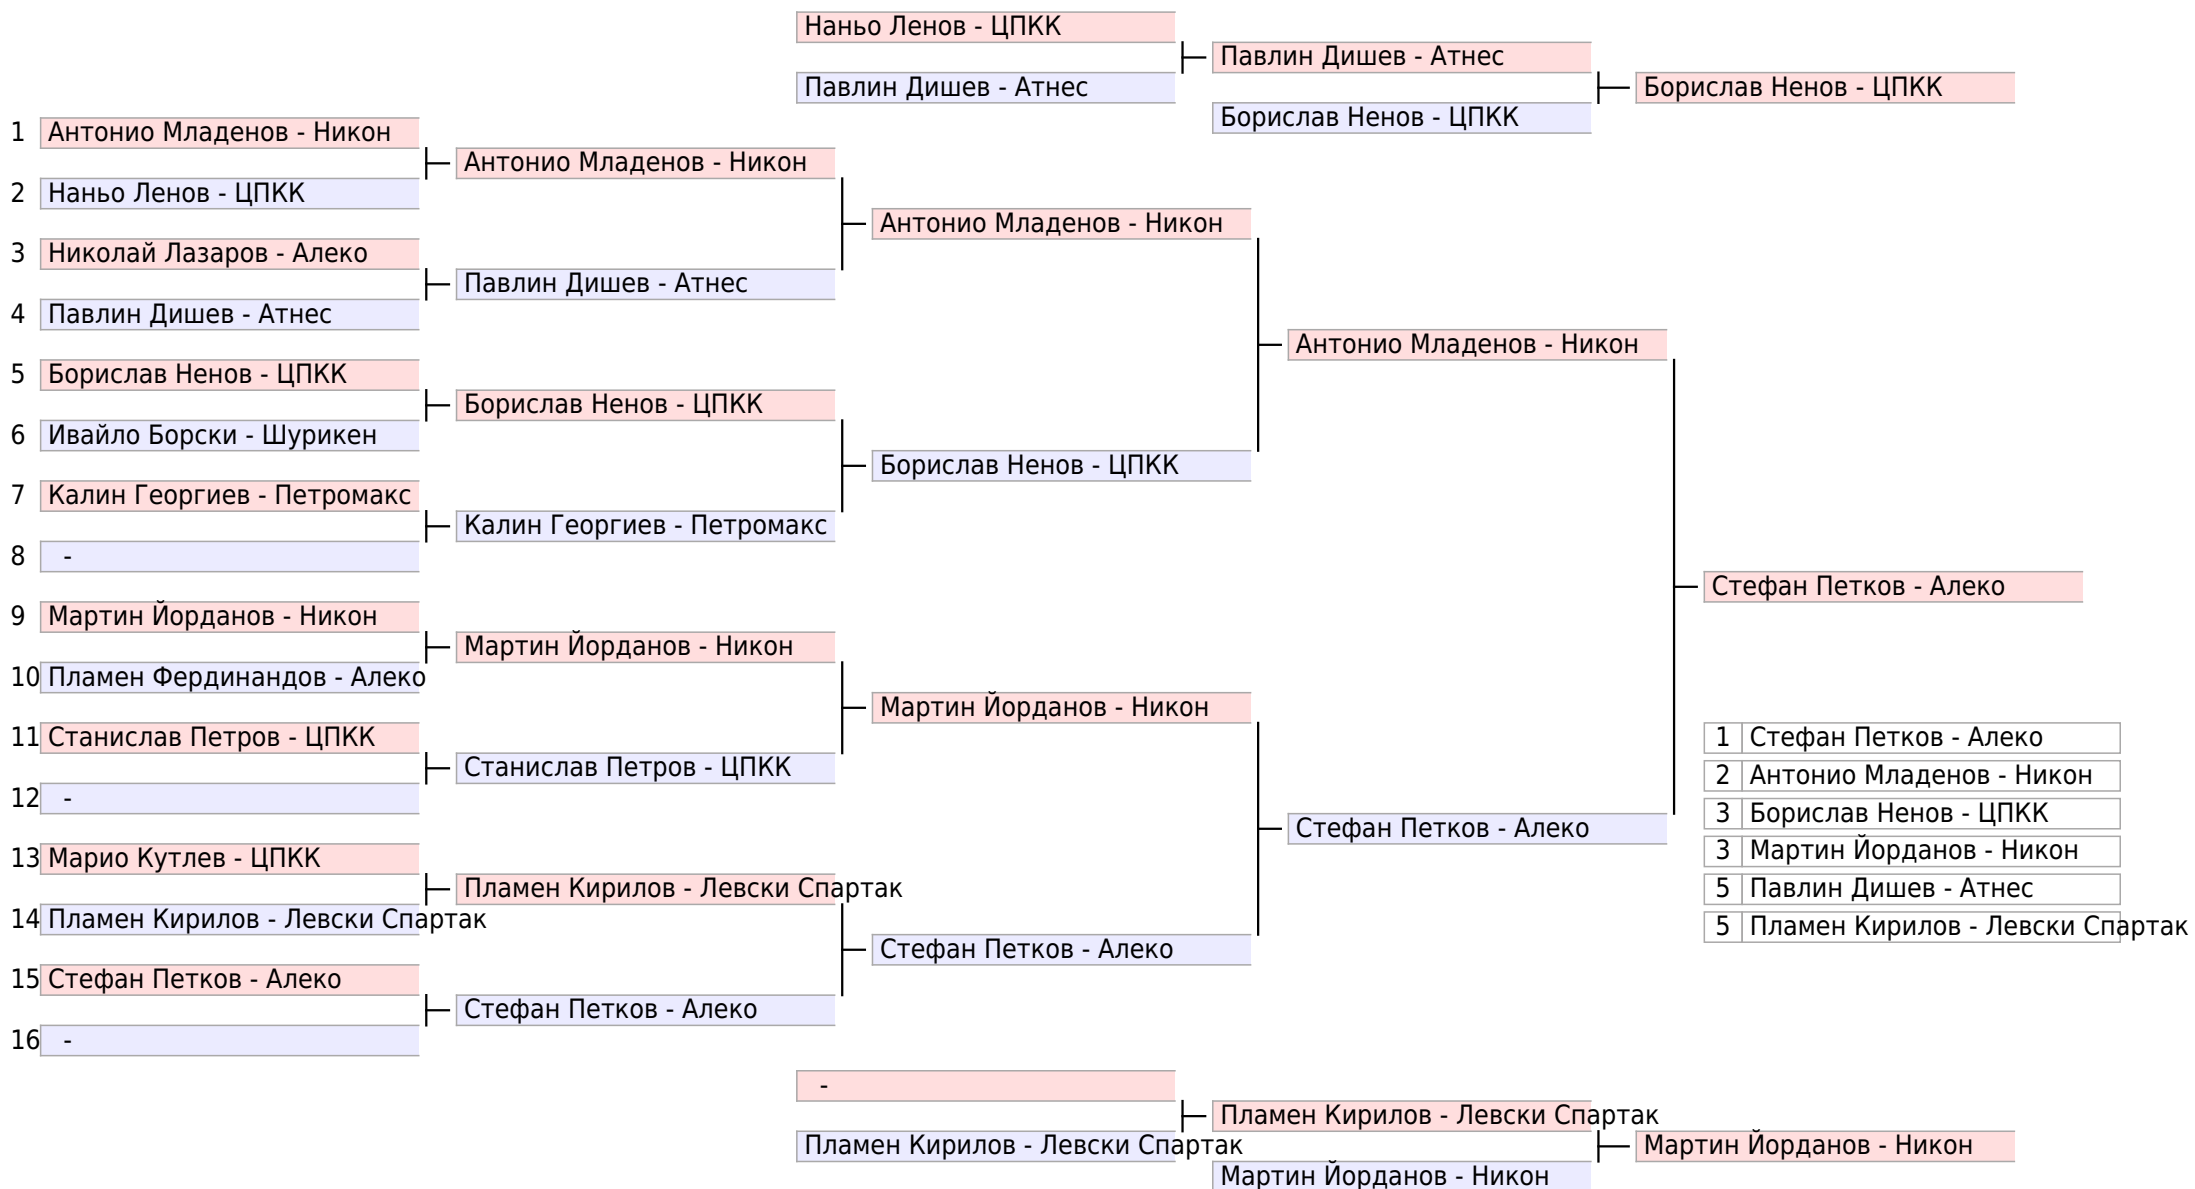 Наньо Ленов - ЦПКК
Павлин Дишев - Атнес
Павлин Дишев - Атнес
Борислав Ненов - ЦПКК
Борислав Ненов - ЦПКК
1 Антонио Младенов - Никон
2 Наньо Ленов - ЦПКК
3 Николай Лазаров - Алеко
4 Павлин Дишев - Атнес
5 Борислав Ненов - ЦПКК
6 Ивайло Борски - Шурикен
7 Калин Георгиев - Петромакс
8 -
9 Мартин Йорданов - Никон
10 Пламен Фердинандов - Алеко
11 Станислав Петров - ЦПКК
12 -
13 Марио Кутлев - ЦПКК
14 Пламен Кирилов - Левски Спартак
15 Стефан Петков - Алеко
16 -
Антонио Младенов - Никон
Павлин Дишев - Атнес
Борислав Ненов - ЦПКК
Калин Георгиев - Петромакс
Мартин Йорданов - Никон
Станислав Петров - ЦПКК
Пламен Кирилов - Левски Спартак
Стефан Петков - Алеко
Антонио Младенов - Никон
Борислав Ненов - ЦПКК
Мартин Йорданов - Никон
Стефан Петков - Алеко
Антонио Младенов - Никон
Стефан Петков - Алеко
Стефан Петков - Алеко
1 Стефан Петков - Алеко
2 Антонио Младенов - Никон
3 Борислав Ненов - ЦПКК
3 Мартин Йорданов - Никон
5 Павлин Дишев - Атнес
5 Пламен Кирилов - Левски Спартак
-
Пламен Кирилов - Левски Спартак
Пламен Кирилов - Левски Спартак
Мартин Йорданов - Никон
Мартин Йорданов - Никон